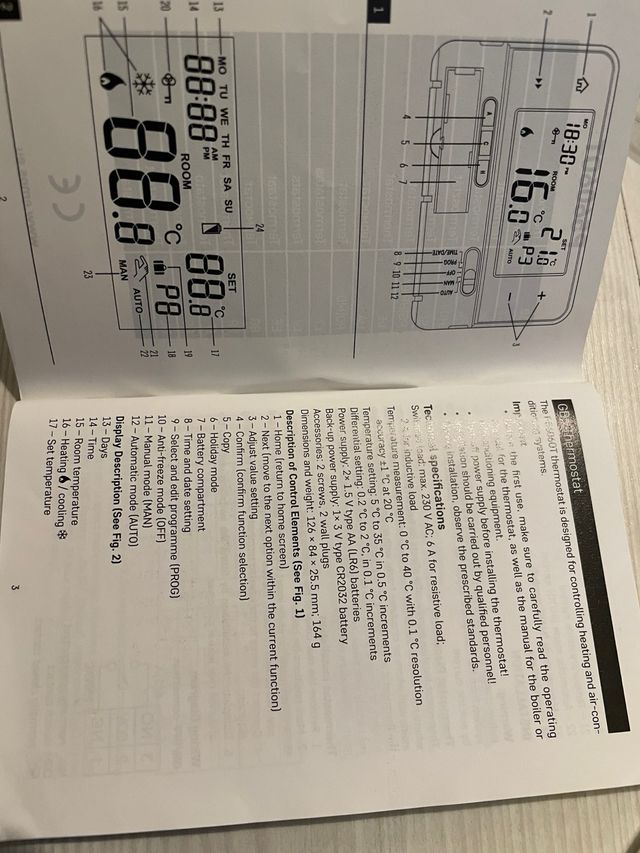 1
1
2
3
MO
18:30 PM
ROOM
16.0 °C
SET
21.0 °C
P3
AUTO
+
−
A
C
H
4
5
6
7
TIME/DATE
PROG
OFF
MAN
AUTO
8
9
10
11
12
2
13
14
20
15
16
MO TU WE TH FR SA SU
88:88 AM PM
ROOM
88.8 °C
SET
88.8 °C
P8
MAN
AUTO
24
17
19
18
21
22
23
2
GB | Thermostat
The thermostat is designed for controlling heating and air-con-
systems.
the first use, make sure to carefully read the operating
for the thermostat, as well as the manual for the boiler or
equipment.
power supply before installing the thermostat!
should be carried out by qualified personnel!
installation, observe the prescribed standards.
specifications
load: max. 230 V AC; 6 A for resistive load;
for inductive load
Temperature measurement: 0 °C to 40 °C with 0.1 °C resolution
accuracy ±1 °C at 20 °C
Temperature setting: 5 °C to 35 °C in 0.5 °C increments
Differential setting: 0.2 °C to 2 °C, in 0.1 °C increments
Power supply: 2× 1.5 V type AA (LR6) batteries
Back-up power supply: 1× 3 V type CR2032 battery
Accessories: 2 screws, 2 wall plugs
Dimensions and weight: 126 × 84 × 25.5 mm; 164 g
Description of Control Elements (See Fig. 1)
1 – Home (return to home screen)
2 – Next (move to the next option within the current function)
3 – Adjust value setting
4 – Confirm (confirm function selection)
5 – Copy
6 – Holiday mode
7 – Battery compartment
8 – Time and date setting
9 – Select and edit programme (PROG)
10 – Anti-freeze mode (OFF)
11 – Manual mode (MAN)
12 – Automatic mode (AUTO)
Display Description (See Fig. 2)
13 – Days
14 – Time
15 – Room temperature
16 – Heating / cooling
17 – Set temperature
3